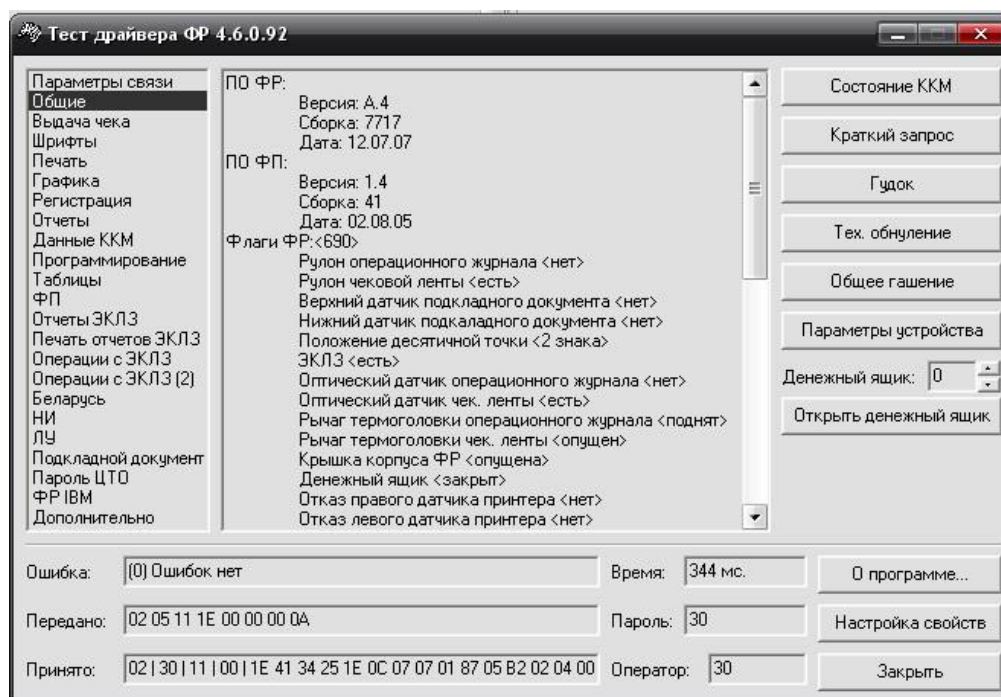 Тест драйвера ФР 4.6.0.92
Параметры связи
Общие
Выдача чека
Шрифты
Печать
Графика
Регистрация
Отчеты
Данные ККМ
Программирование
Таблицы
ФП
Отчеты ЭКЛЗ
Печать отчетов ЭКЛЗ
Операции с ЭКЛЗ
Операции с ЭКЛЗ (2)
Беларусь
НИ
ЛУ
Подкладной документ
Пароль ЦТО
ФР IBM
Дополнительно
ПО ФР:
Версия: A.4
Сборка: 7717
Дата: 12.07.07
ПО ФП:
Версия: 1.4
Сборка: 41
Дата: 02.08.05
Флаги ФР:<690>
Рулон операционного журнала <нет>
Рулон чековой ленты <есть>
Верхний датчик подкладного документа <нет>
Нижний датчик подкаладного документа <нет>
Положение десятичной точки <2 знака>
ЭКЛЗ <есть>
Оптический датчик операционного журнала <нет>
Оптический датчик чек. ленты <есть>
Рычаг термоголовки операционного журнала <поднят>
Рычаг термоголовки чек. ленты <опущен>
Крышка корпуса ФР <опущена>
Денежный ящик <закрыт>
Отказ правого датчика принтера <нет>
Отказ левого датчика принтера <нет>
Состояние ККМ
Краткий запрос
Гудок
Тех. обнуление
Общее гашение
Параметры устройства
Денежный ящик: 0
Открыть денежный ящик
Ошибка: (0) Ошибок нет
Время: 344 мс.
О программе...
Передано: 02 05 11 1E 00 00 00 0A
Пароль: 30
Настройка свойств
Принято: 02 | 30 | 11 | 00 | 1E 41 34 25 1E 0C 07 07 01 87 05 B2 02 04 00
Оператор: 30
Закрыть